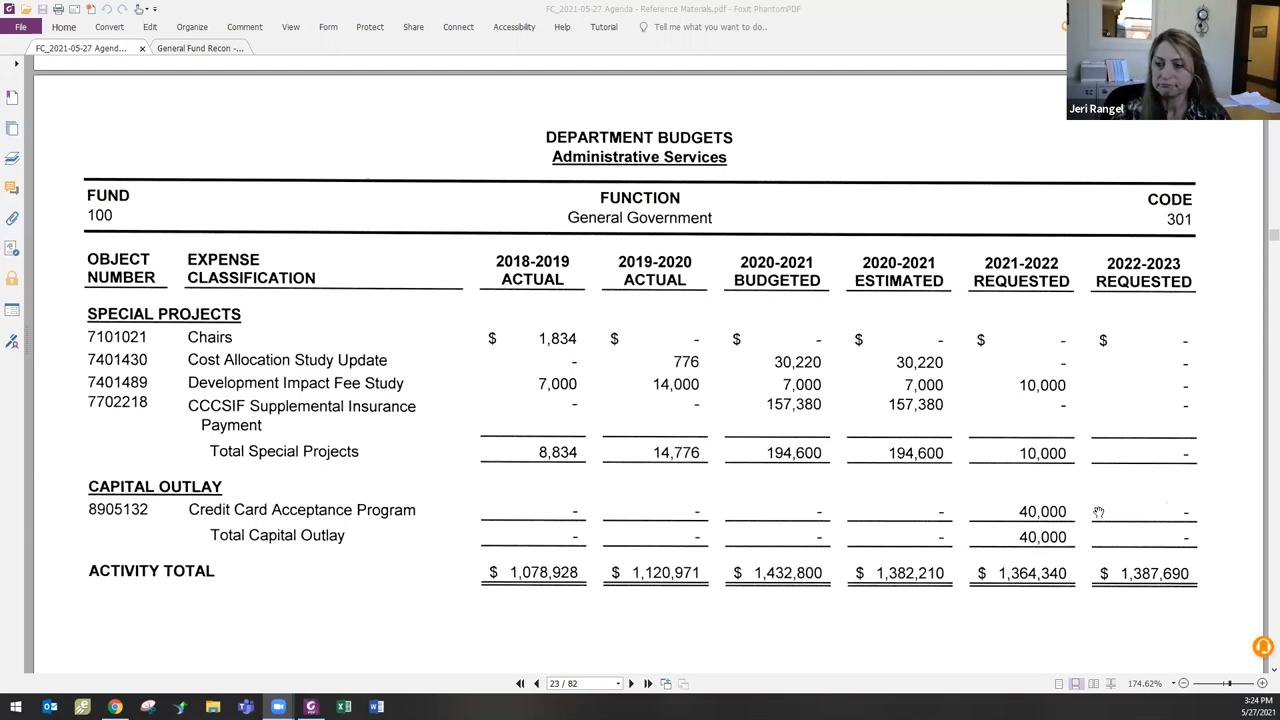 FC_2021-05-27 Agenda - Reference Materials.pdf - Foxit PhantomPDF
File Home Convert Edit Organize Comment View Form Protect Share Connect Accessibility Help Tutorial Tell me what you want to do..
FC_2021-05-27 Agend... × General Fund Recon -...
Jeri Rangel
DEPARTMENT BUDGETS
Administrative Services
FUND FUNCTION CODE
100 General Government 301
OBJECT EXPENSE 2018-2019 2019-2020 2020-2021 2020-2021 2021-2022 2022-2023
NUMBER CLASSIFICATION ACTUAL ACTUAL BUDGETED ESTIMATED REQUESTED REQUESTED
SPECIAL PROJECTS
7101021 Chairs $ 1,834 $ - $ - $ - $ - $ -
7401430 Cost Allocation Study Update - 776 30,220 30,220 - -
7401489 Development Impact Fee Study 7,000 14,000 7,000 7,000 10,000 -
7702218 CCCSIF Supplemental Insurance - - 157,380 157,380 - -
Payment
Total Special Projects 8,834 14,776 194,600 194,600 10,000 -
CAPITAL OUTLAY
8905132 Credit Card Acceptance Program - - - - 40,000 -
Total Capital Outlay - - - - 40,000 -
ACTIVITY TOTAL $ 1,078,928 $ 1,120,971 $ 1,432,800 $ 1,382,210 $ 1,364,340 $ 1,387,690
23 / 82 174.62%
3:24 PM
5/27/2021